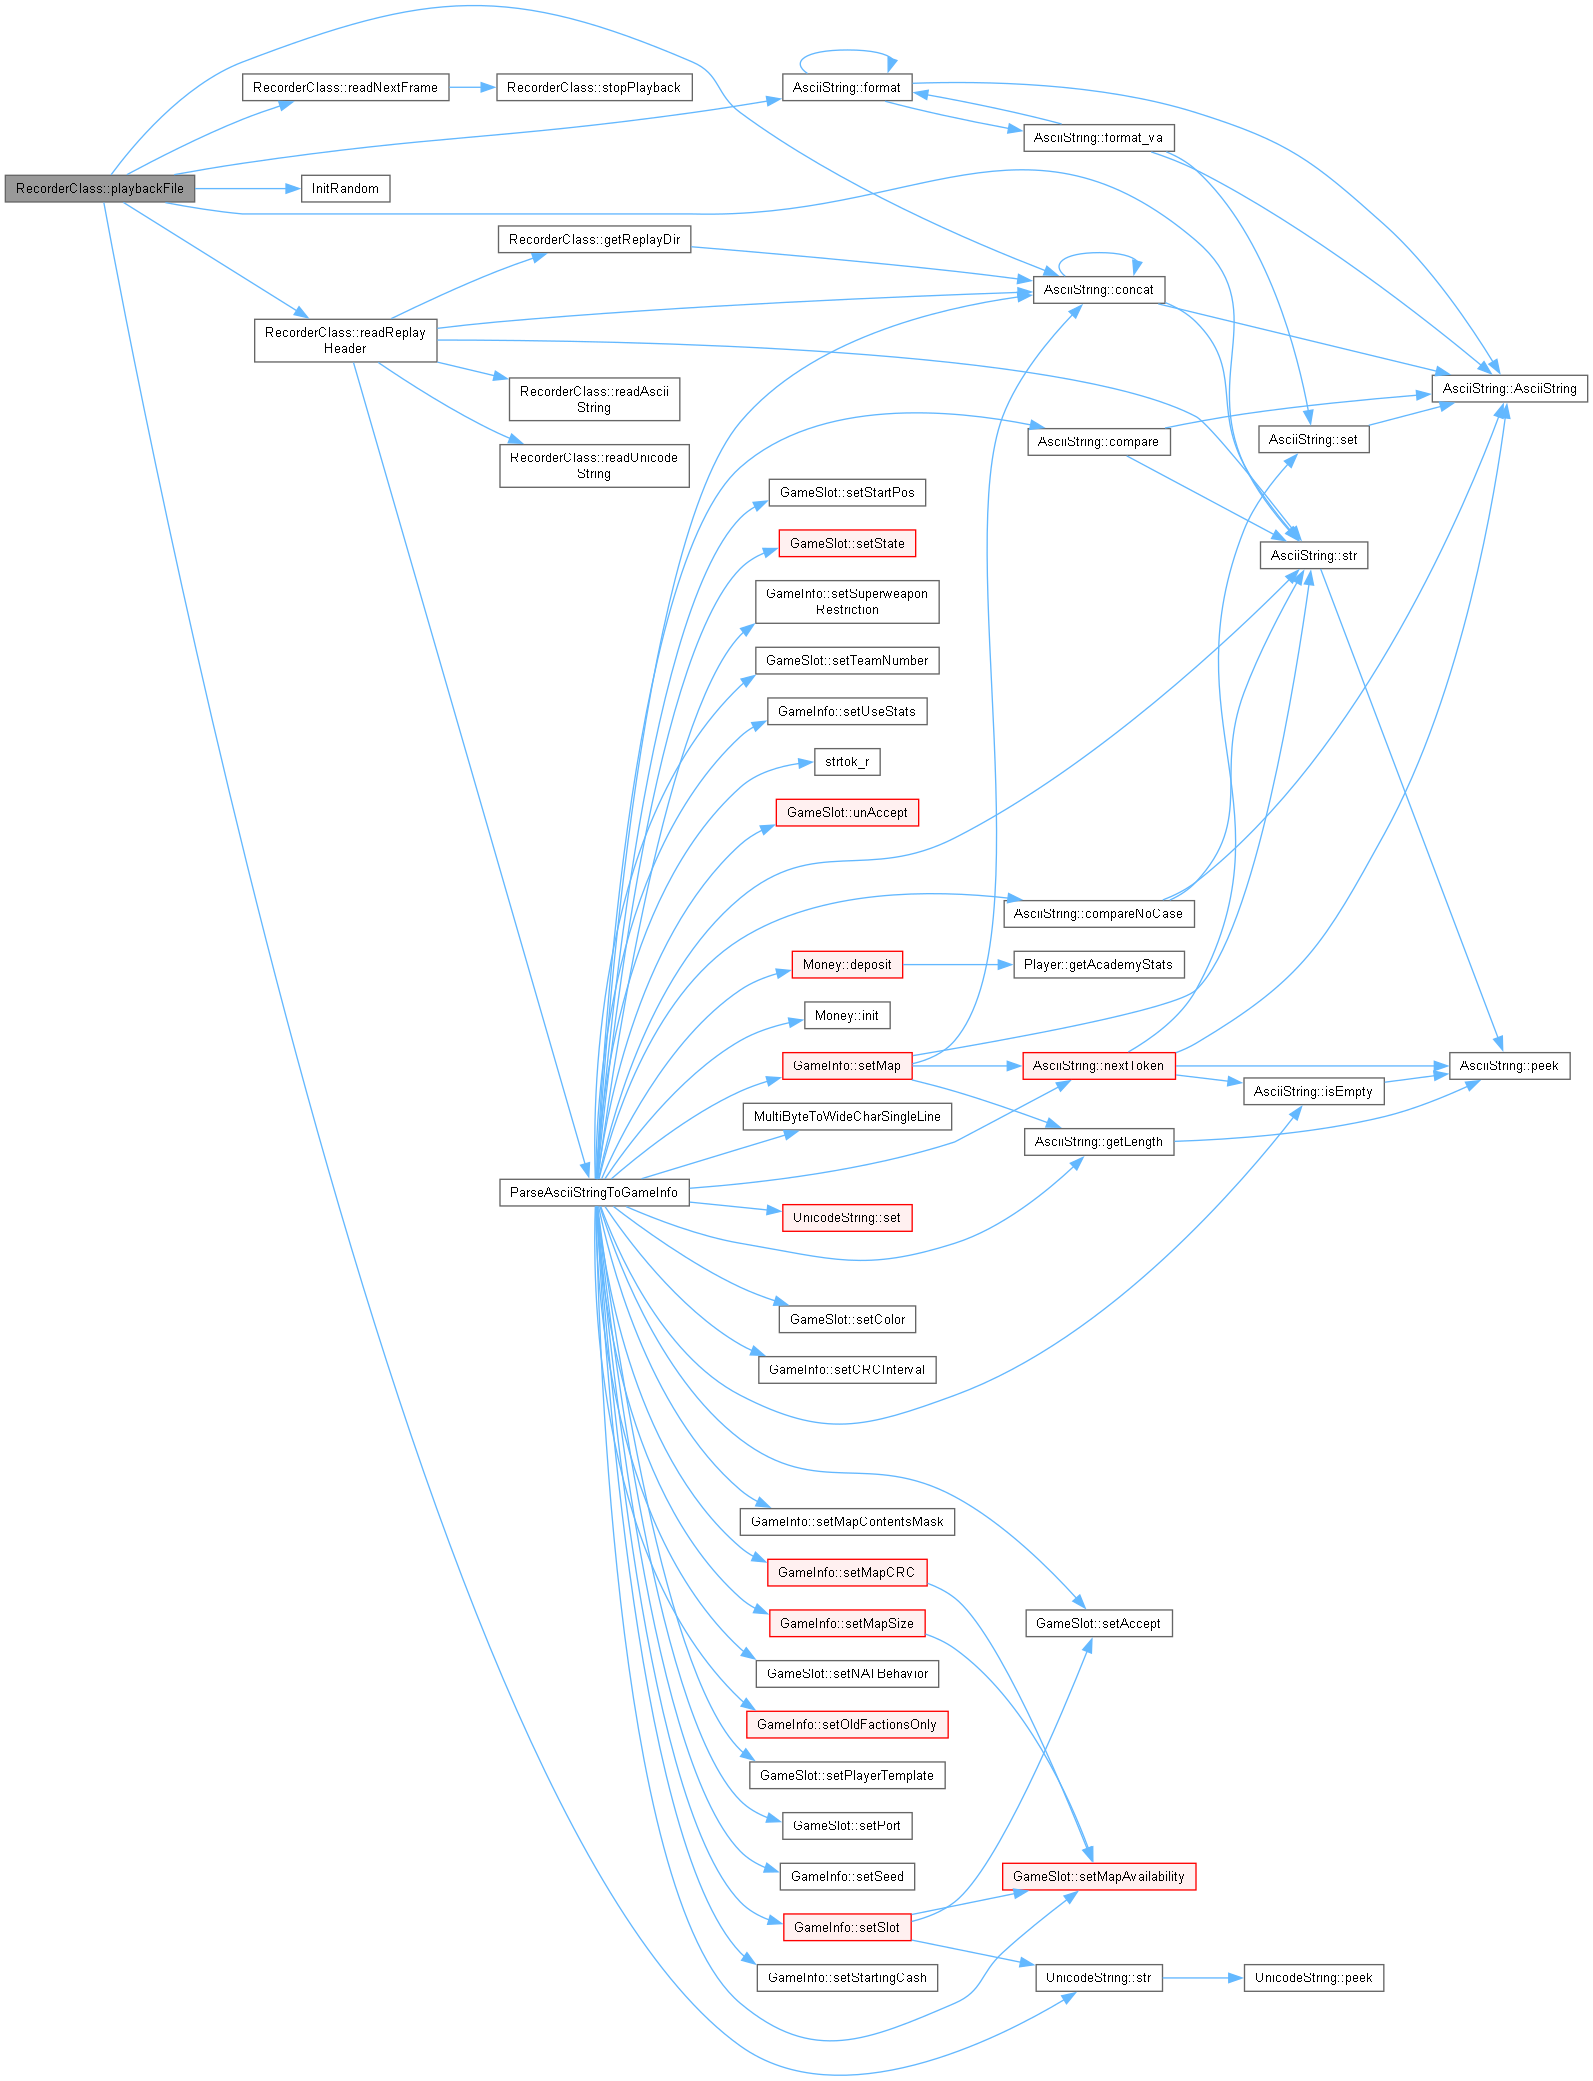 RecorderClass::playbackFile
RecorderClass::readNextFrame
RecorderClass::stopPlayback
InitRandom
RecorderClass::getReplayDir
RecorderClass::readReplay
Header
RecorderClass::readAscii
String
RecorderClass::readUnicode
String
AsciiString::format
AsciiString::format_va
AsciiString::concat
AsciiString::AsciiString
AsciiString::compare
AsciiString::set
GameSlot::setStartPos
GameSlot::setState
AsciiString::str
GameInfo::setSuperweapon
Restriction
GameSlot::setTeamNumber
GameInfo::setUseStats
strtok_r
GameSlot::unAccept
AsciiString::compareNoCase
Money::deposit
Player::getAcademyStats
Money::init
GameInfo::setMap
AsciiString::nextToken
AsciiString::peek
AsciiString::isEmpty
MultiByteToWideCharSingleLine
AsciiString::getLength
ParseAsciiStringToGameInfo
UnicodeString::set
GameSlot::setColor
GameInfo::setCRCInterval
GameInfo::setMapContentsMask
GameInfo::setMapCRC
GameInfo::setMapSize
GameSlot::setAccept
GameSlot::setNATBehavior
GameInfo::setOldFactionsOnly
GameSlot::setPlayerTemplate
GameSlot::setPort
GameInfo::setSeed
GameSlot::setMapAvailability
GameInfo::setSlot
GameInfo::setStartingCash
UnicodeString::str
UnicodeString::peek